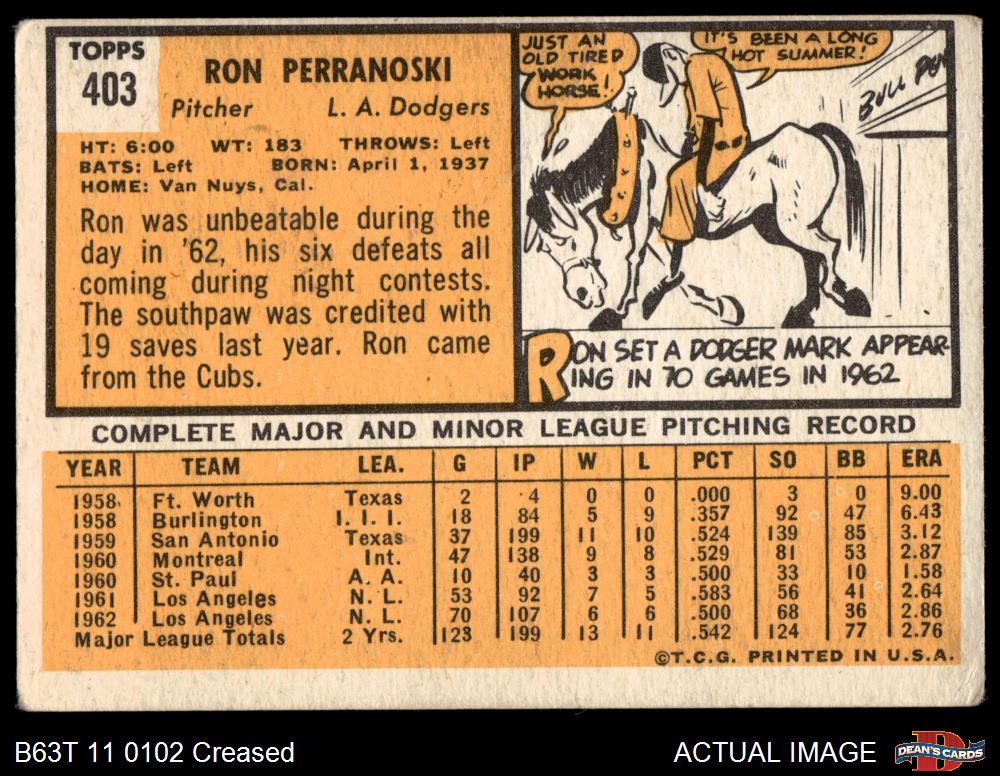 TOPPS
403
RON PERRANOSKI
Pitcher L. A. Dodgers
HT: 6:00 WT: 183 THROWS: Left
BATS: Left BORN: April 1, 1937
HOME: Van Nuys, Cal.
Ron was unbeatable during the
day in '62, his six defeats all
coming during night contests.
The southpaw was credited with
19 saves last year. Ron came
from the Cubs.
JUST AN
OLD TIRED
WORK
HORSE!
IT'S BEEN A LONG
HOT SUMMER!
BULL PEN
RON SET A DODGER MARK APPEAR-
ING IN 70 GAMES IN 1962
COMPLETE MAJOR AND MINOR LEAGUE PITCHING RECORD
YEAR TEAM LEA. G IP W L PCT SO BB ERA
1958 Ft. Worth Texas 2 4 0 0 .000 3 0 9.00
1958 Burlington I. I. I. 18 84 5 9 .357 92 47 6.43
1959 San Antonio Texas 37 199 11 10 .524 139 85 3.12
1960 Montreal Int. 47 138 9 8 .529 81 53 2.87
1960 St. Paul A. A. 10 40 3 3 .500 33 10 1.58
1961 Los Angeles N. L. 53 92 7 5 .583 56 41 2.64
1962 Los Angeles N. L. 70 107 6 6 .500 68 36 2.86
Major League Totals 2 Yrs. 123 199 13 11 .542 124 77 2.76
©T.C.G. PRINTED IN U.S.A.
B63T 11 0102 Creased ACTUAL IMAGE
D
DEAN'S CARDS